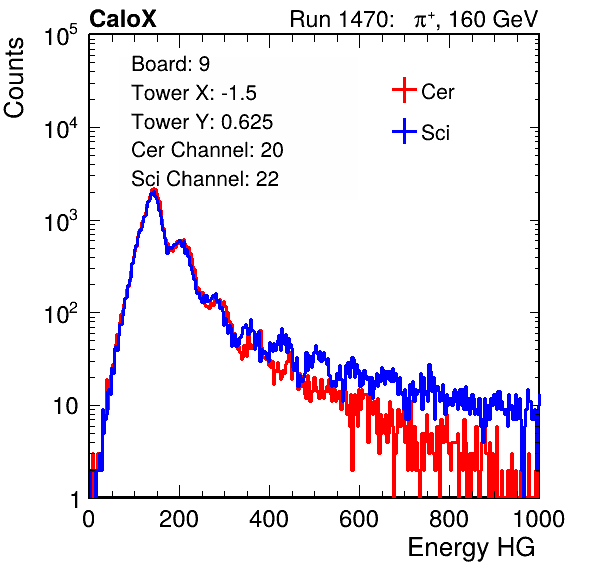 CaloX Run 1470: π⁺, 160 GeV
Counts
10⁵
10⁴
10³
10²
10
1
Board: 9
Tower X: -1.5
Tower Y: 0.625
Cer Channel: 20
Sci Channel: 22
Cer
Sci
0 200 400 600 800 1000
Energy HG